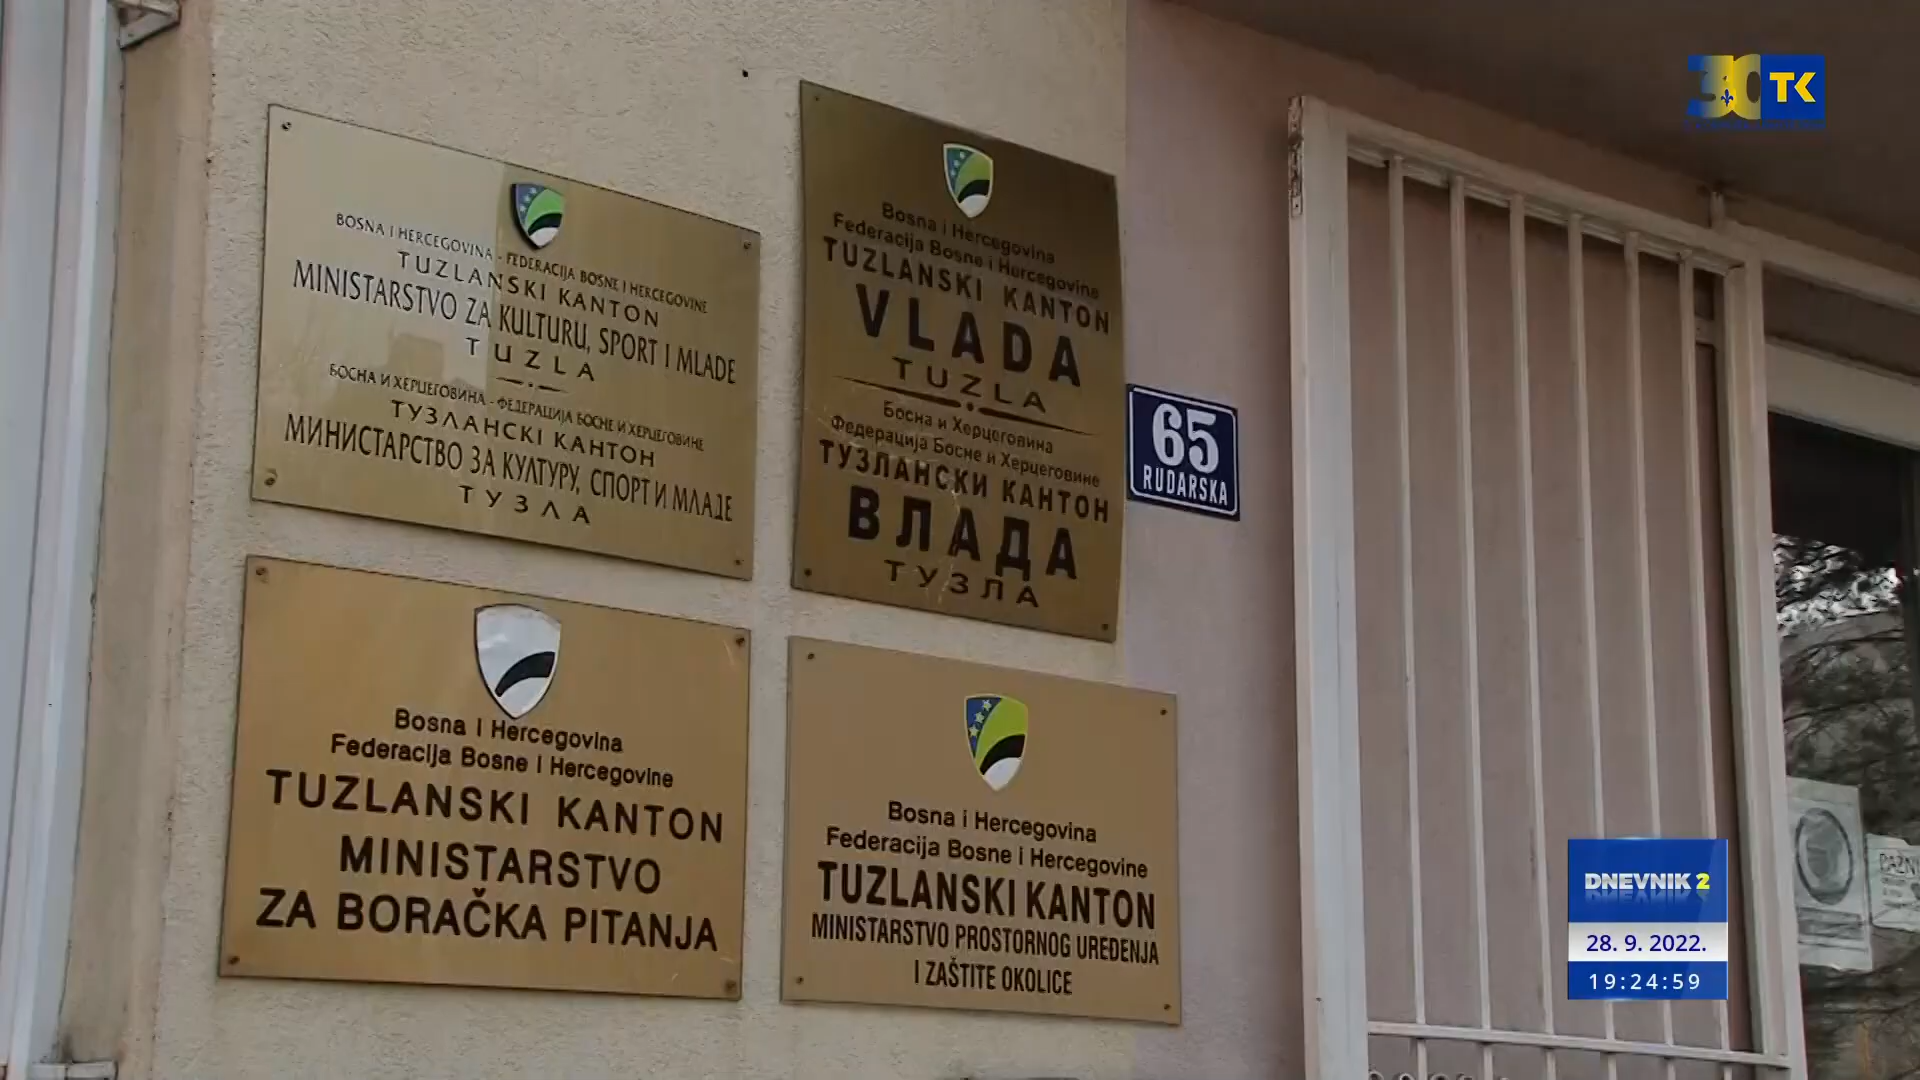 BOSNA I HERCEGOVINA - FEDERACIJA BOSNE I HERCEGOVINE
TUZLANSKI KANTON
MINISTARSTVO ZA KULTURU, SPORT I MLADE
TUZLA
БОСНА И ХЕРЦЕГОВИНА - ФЕДЕРАЦИЈА БОСНЕ И ХЕРЦЕГОВИНЕ
ТУЗЛАНСКІ КАНТОН
МИНИСТАРСТВО ЗА КУЛТУРУ, СПОРТ И МЛАДЕ
ТУЗЛА
Bosna i Hercegovina
Federacija Bosne i Hercegovine
TUZLANSKI KANTON
VLADA
TUZLA
Босна и Херцеговина
Федерација Босне и Херцеговине
ТУЗЛАНСКИ КАНТОН
ВЛАДА
ТУЗЛА
65
RUDARSKA
Bosna i Hercegovina
Federacija Bosne i Hercegovine
TUZLANSKI KANTON
MINISTARSTVO
ZA BORAČKA PITANJA
Bosna i Hercegovina
Federacija Bosne i Hercegovine
TUZLANSKI KANTON
MINISTARSTVO PROSTORNOG UREĐENJA
I ZAŠTITE OKOLICE
30 TK
DNEVNIK 2
28. 9. 2022.
19:24:59